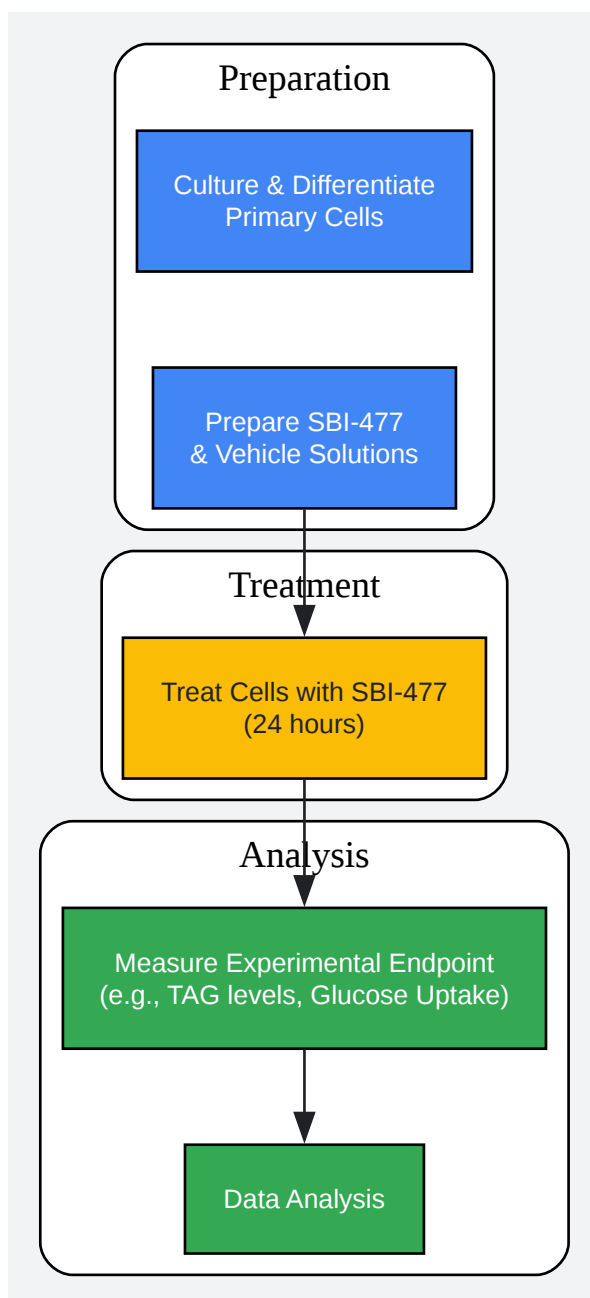 Preparation
Culture & Differentiate
Primary Cells
Prepare SBI-477
& Vehicle Solutions
Treatment
Treat Cells with SBI-477
(24 hours)
Analysis
Measure Experimental Endpoint
(e.g., TAG levels, Glucose Uptake)
Data Analysis